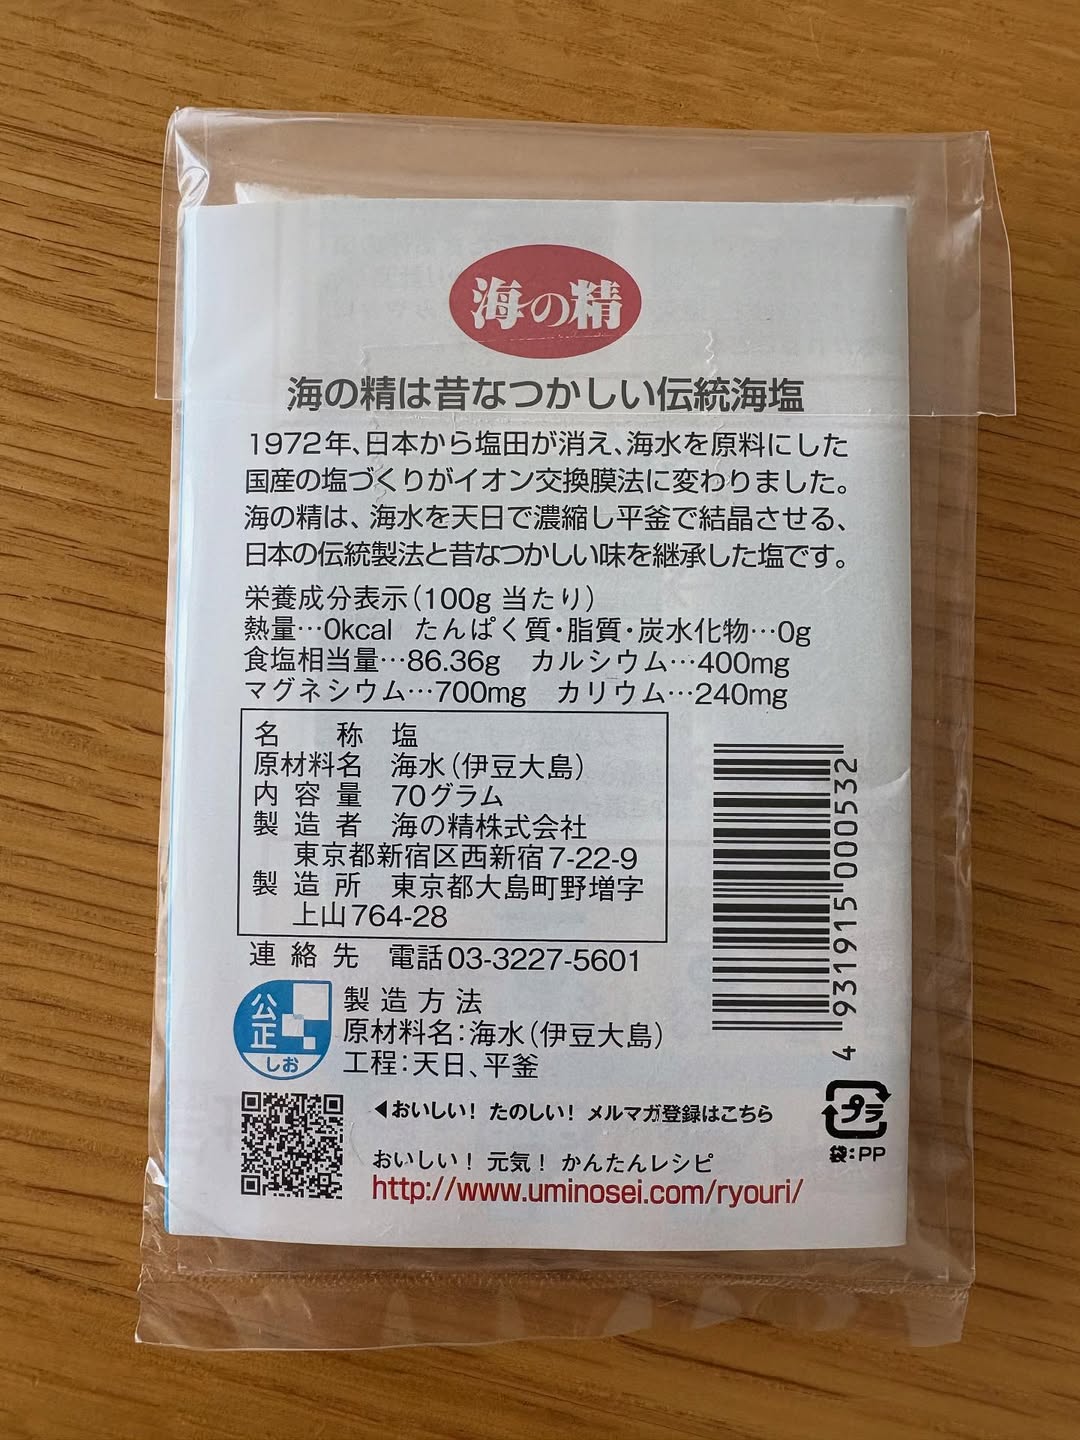 海の精
海の精は昔なつかしい伝統海塩
1972年、日本から塩田が消え、海水を原料にした
国産の塩づくりがイオン交換膜法に変わりました。
海の精は、海水を天日で濃縮し平釜で結晶させる、
日本の伝統製法と昔なつかしい味を継承した塩です。
栄養成分表示(100g 当たり)
熱量…0kcal たんぱく質・脂質・炭水化物…0g
食塩相当量…86.36g カルシウム…400mg
マグネシウム…700mg カリウム…240mg
名称 塩
原材料名 海水(伊豆大島)
内容量 70グラム
製造者 海の精株式会社
東京都新宿区西新宿7-22-9
製造所 東京都大島町野増字
上山764-28
連絡先 電話03-3227-5601
公正
しお
製造方法
原材料名:海水(伊豆大島)
工程:天日、平釜
◀おいしい! たのしい! メルマガ登録はこちら
おいしい! 元気! かんたんレシピ
http://www.uminosei.com/ryouri/
4 931915 000532
プラ
袋:PP